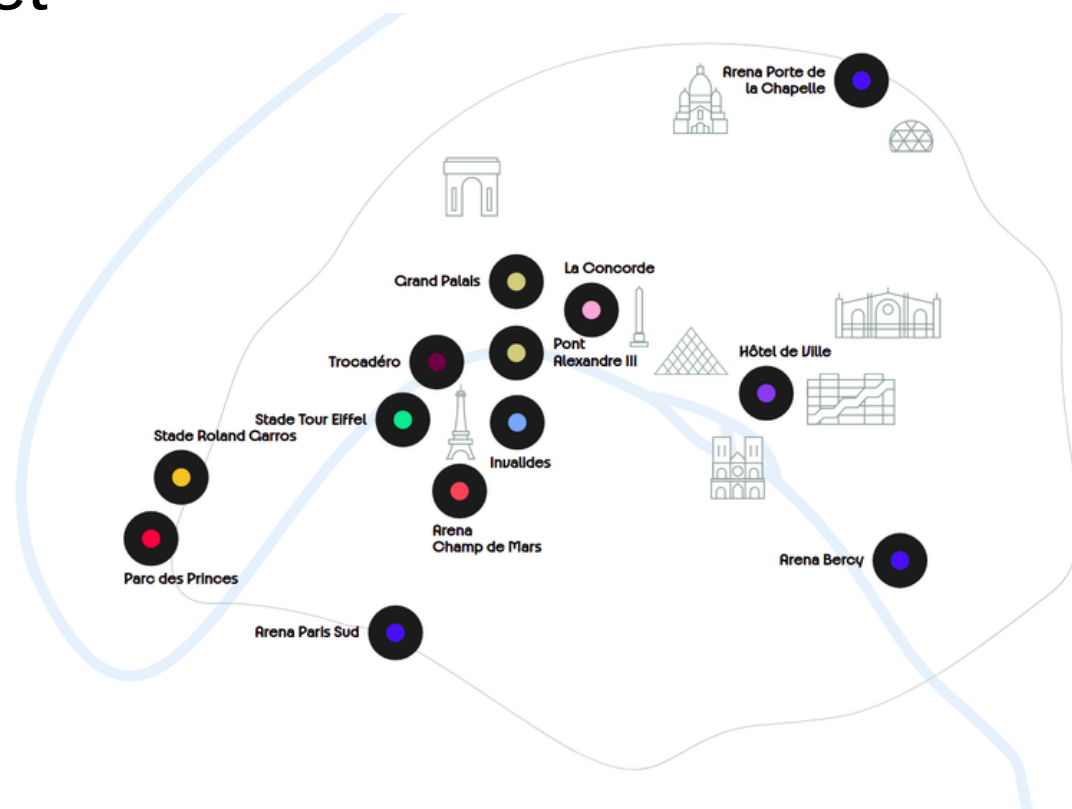 et
Arena Porte de
la Chapelle
La Concorde
Grand Palais
Pont
Alexandre III
Hôtel de Ville
Trocadéro
Stade Tour Eiffel
Stade Roland Garros
Invalides
Arena
Champ de Mars
Arena Bercy
Parc des Princes
Arena Paris Sud